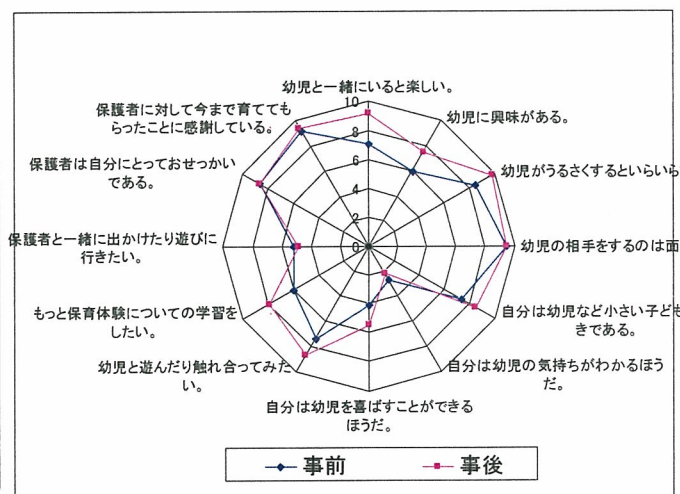 幼児と一緒にいると楽しい。
幼児に興味がある。
幼児がうるさくするといらいら
幼児の相手をするのは面
自分は幼児など小さい子ども
きである。
自分は幼児の気持ちがわかるほう
だ。
自分は幼児を喜ばすことができる
ほうだ。
幼児と遊んだり触れ合ってみた
い。
もっと保育体験についての学習を
したい。
保護者と一緒に出かけたり遊びに
行きたい。
保護者は自分にとっておせっかい
である。
保護者に対して今まで育てても
らったことに感謝している。
10
8
6
4
2
0
事前
事後